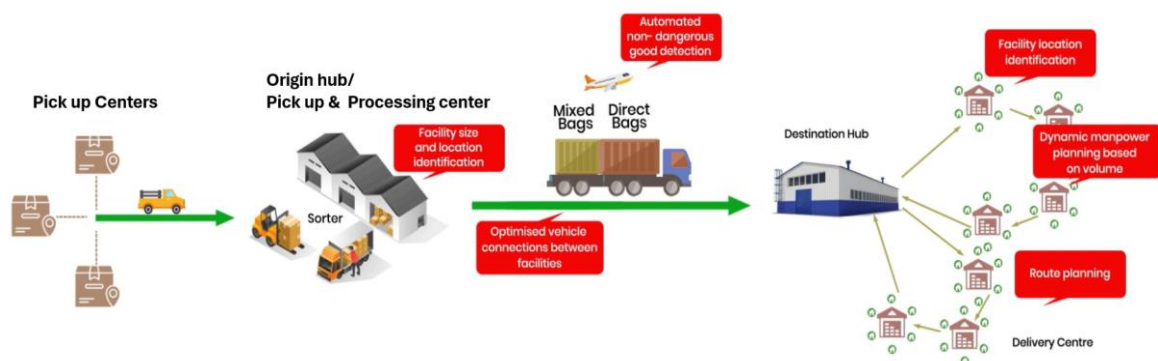 Pick up Centers
Origin hub/
Pick up & Processing center
Facility size
and location
identification
Sorter
Automated
non- dangerous
good detection
Mixed
Bags
Direct
Bags
Optimised vehicle
connections between
facilities
Destination Hub
Facility location
identification
Dynamic manpower
planning based
on volume
Route planning
Delivery Centre